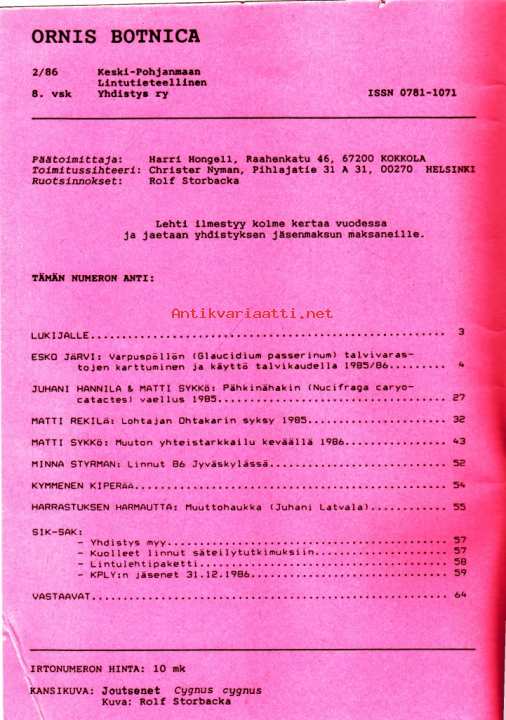 ORNIS BOTNICA
2/86 Keski-Pohjanmaan
Lintutieteellinen
8. vsk Yhdistys ry ISSN 0781-1071
Päätoimittaja: Harri Hongell, Raahenkatu 46, 67200 KOKKOLA
Toimitussihteeri: Christer Nyman, Pihlajatie 31 A 31, 00270 HELSINKI
Ruotsinnokset: Rolf Storbacka
Lehti ilmestyy kolme kertaa vuodessa
ja jaetaan yhdistyksen jäsenmaksun maksaneille.
TÄMÄN NUMERON ANTI:
Antikvariaatti.net
LUKIJALLE................................................ 3
ESKO JÄRVI: Varpuspöllön (Glaucidium passerinum) talvivaras-
tojen karttuminen ja käyttö talvikaudella 1985/86........ 4
JUHANI HANNILA & MATTI SYKKÖ: Pähkinähakin (Nucifraga caryo-
catactes) vaellus 1985............................... 27
MATTI REKILÄ: Lohtajan Ohtakarin syksy 1985.................. 32
MATTI SYKKÖ: Muuton yhteistarkkailu keväällä 1986............ 43
MINNA STYRMAN: Linnut 86 Jyväskylässä........................ 52
KYMMENEN KIPERÄÄ............................................. 54
HARRASTUKSEN HARMAUTTA: Muuttohaukka (Juhani Latvala)........ 55
SIK-SAK:
- Yhdistys myy....................................... 57
- Kuolleet linnut säteilytutkimuksiin................ 57
- Lintulehtipaketti.................................. 58
- KPLY:n jäsenet 31.12.1986.......................... 59
VASTAAVAT.................................................... 64
IRTONUMERON HINTA: 10 mk
KANSIKUVA: Joutsenet Cygnus cygnus
Kuva: Rolf Storbacka